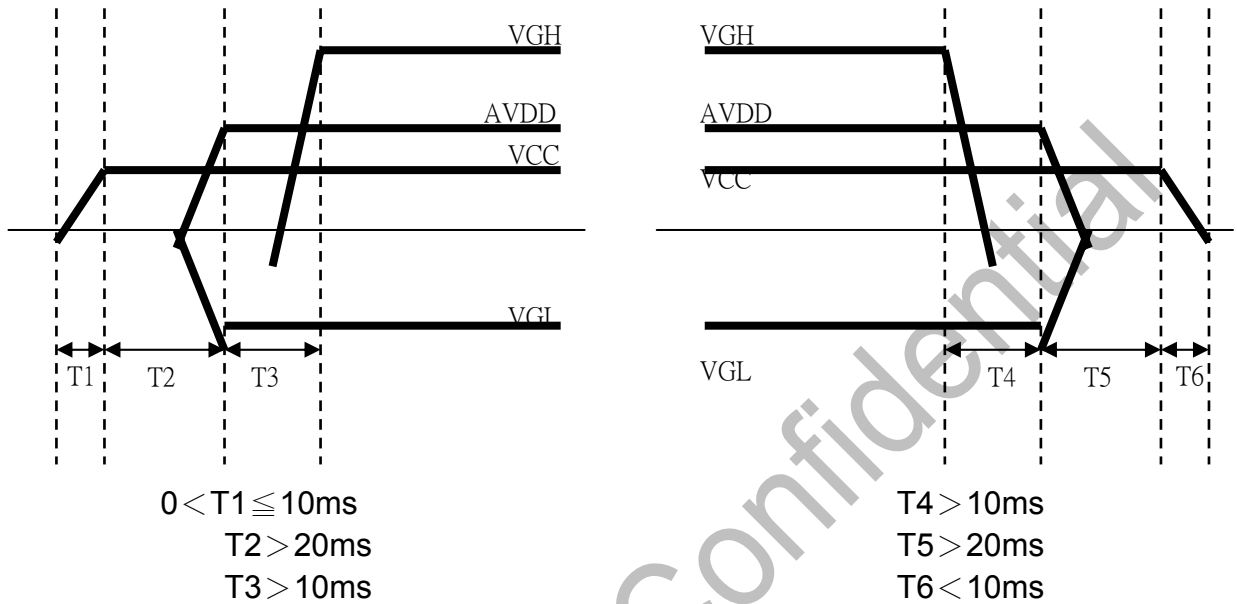 VGH
AVDD
VCC
VGL
T1 T2 T3
0<T1≦10ms
T2>20ms
T3>10ms
VGH
AVDD
VCC
VGL
T4 T5 T6
T4>10ms
T5>20ms
T6<10ms
Confidential